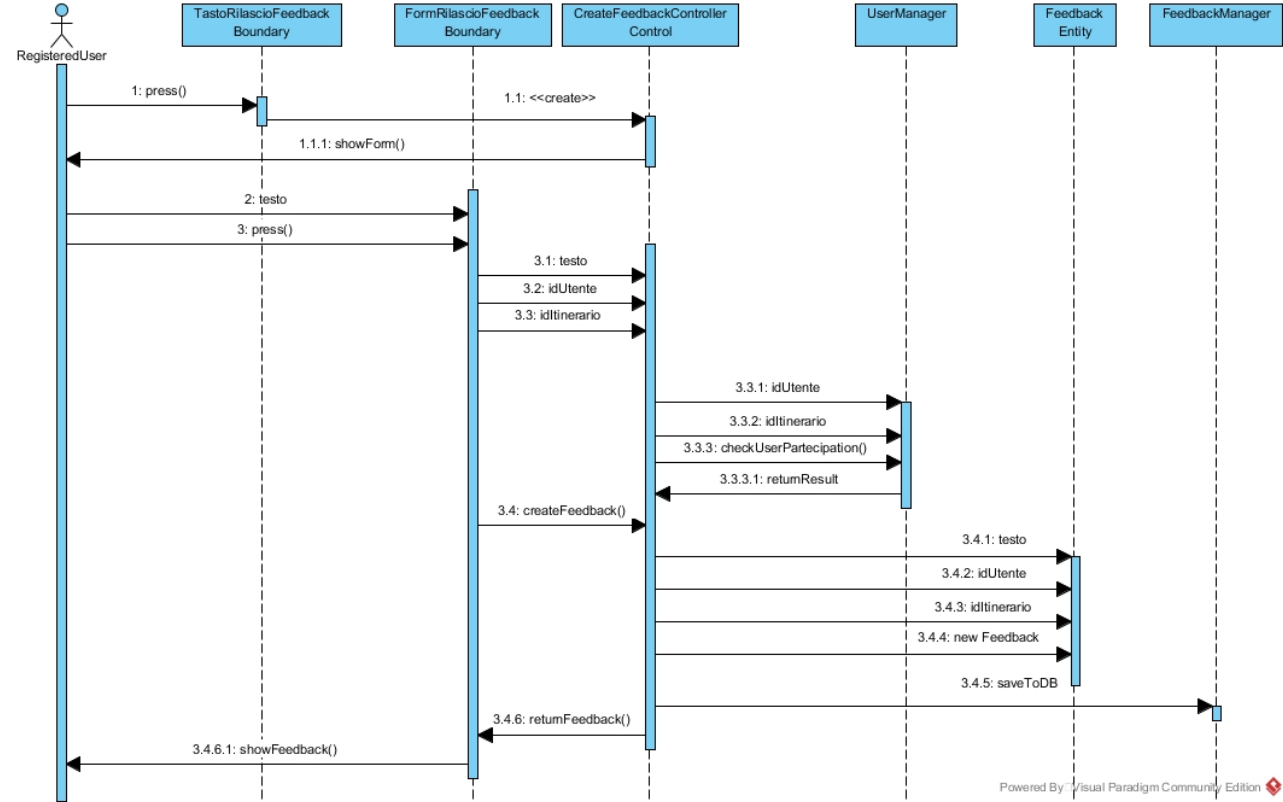 TastoRilascioFeedback
Boundary
FormRilascioFeedback
Boundary
CreateFeedbackController
Control
UserManager
Feedback
Entity
FeedbackManager
RegisteredUser
1: press()
1.1: <<create>>
1.1.1: showForm()
2: testo
3: press()
3.1: testo
3.2: idUtente
3.3: idItinerario
3.3.1: idUtente
3.3.2: idItinerario
3.3.3: checkUserPartecipation()
3.3.3.1: returnResult
3.4: createFeedback()
3.4.1: testo
3.4.2: idUtente
3.4.3: idItinerario
3.4.4: new Feedback
3.4.5: saveToDB
3.4.6: returnFeedback()
3.4.6.1: showFeedback()
Powered By Visual Paradigm Community Edition